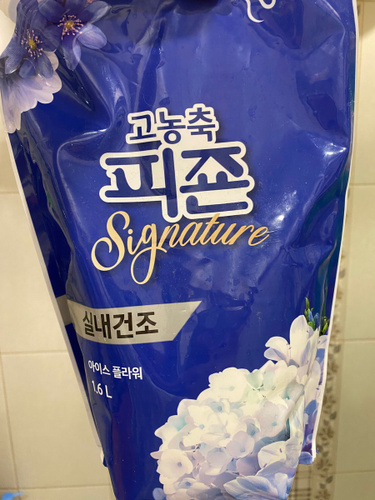 고농축
피죤
Signature
실내건조
아이스 플라워
1.6 L